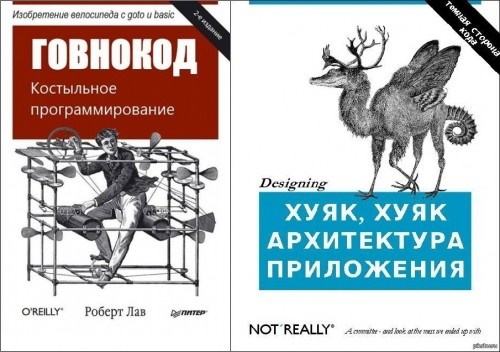 Изобретение велосипеда с goto и basic
2-е издание
ГОВНОКОД
Костыльное
программирование
O'REILLY®
Роберт Лав
ПИТЕР®
темная сторона
кода
Designing
ХУЯК, ХУЯК
АРХИТЕКТУРА
ПРИЛОЖЕНИЯ
NOT'REALLY®
A committee - and look at the mess we ended up with